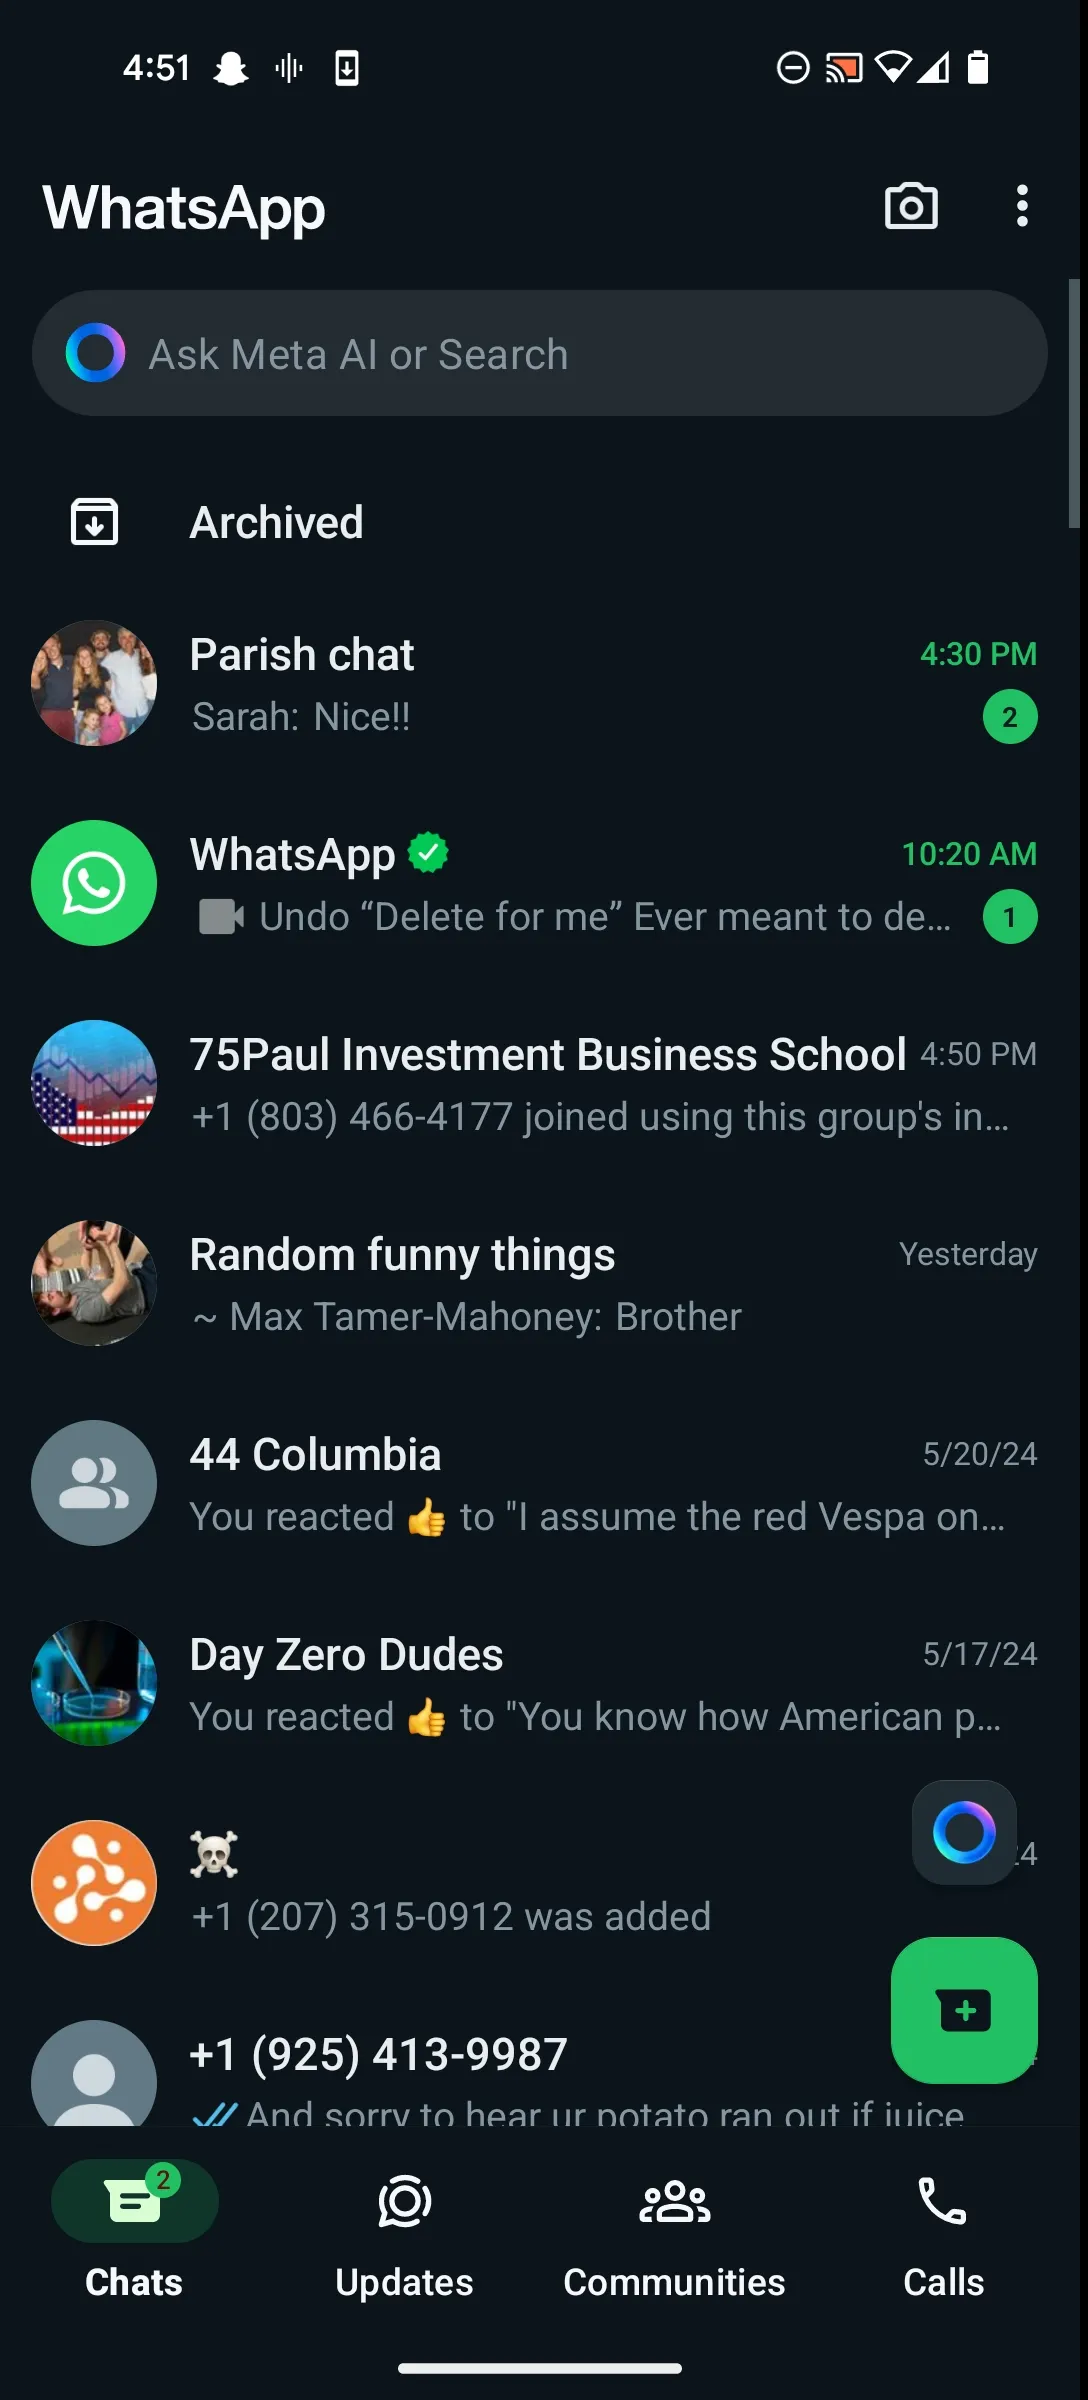 4:51
WhatsApp
Ask Meta AI or Search
Archived
Parish chat 4:30 PM
Sarah: Nice!! 2
WhatsApp 10:20 AM
Undo “Delete for me” Ever meant to de… 1
75Paul Investment Business School 4:50 PM
+1 (803) 466-4177 joined using this group's in…
Random funny things Yesterday
~ Max Tamer-Mahoney: Brother
44 Columbia 5/20/24
You reacted 👍 to "I assume the red Vespa on…
Day Zero Dudes 5/17/24
You reacted 👍 to "You know how American p…
☠️ 24
+1 (207) 315-0912 was added
+1 (925) 413-9987
And sorry to hear ur potato ran out if juice
2
Chats Updates Communities Calls